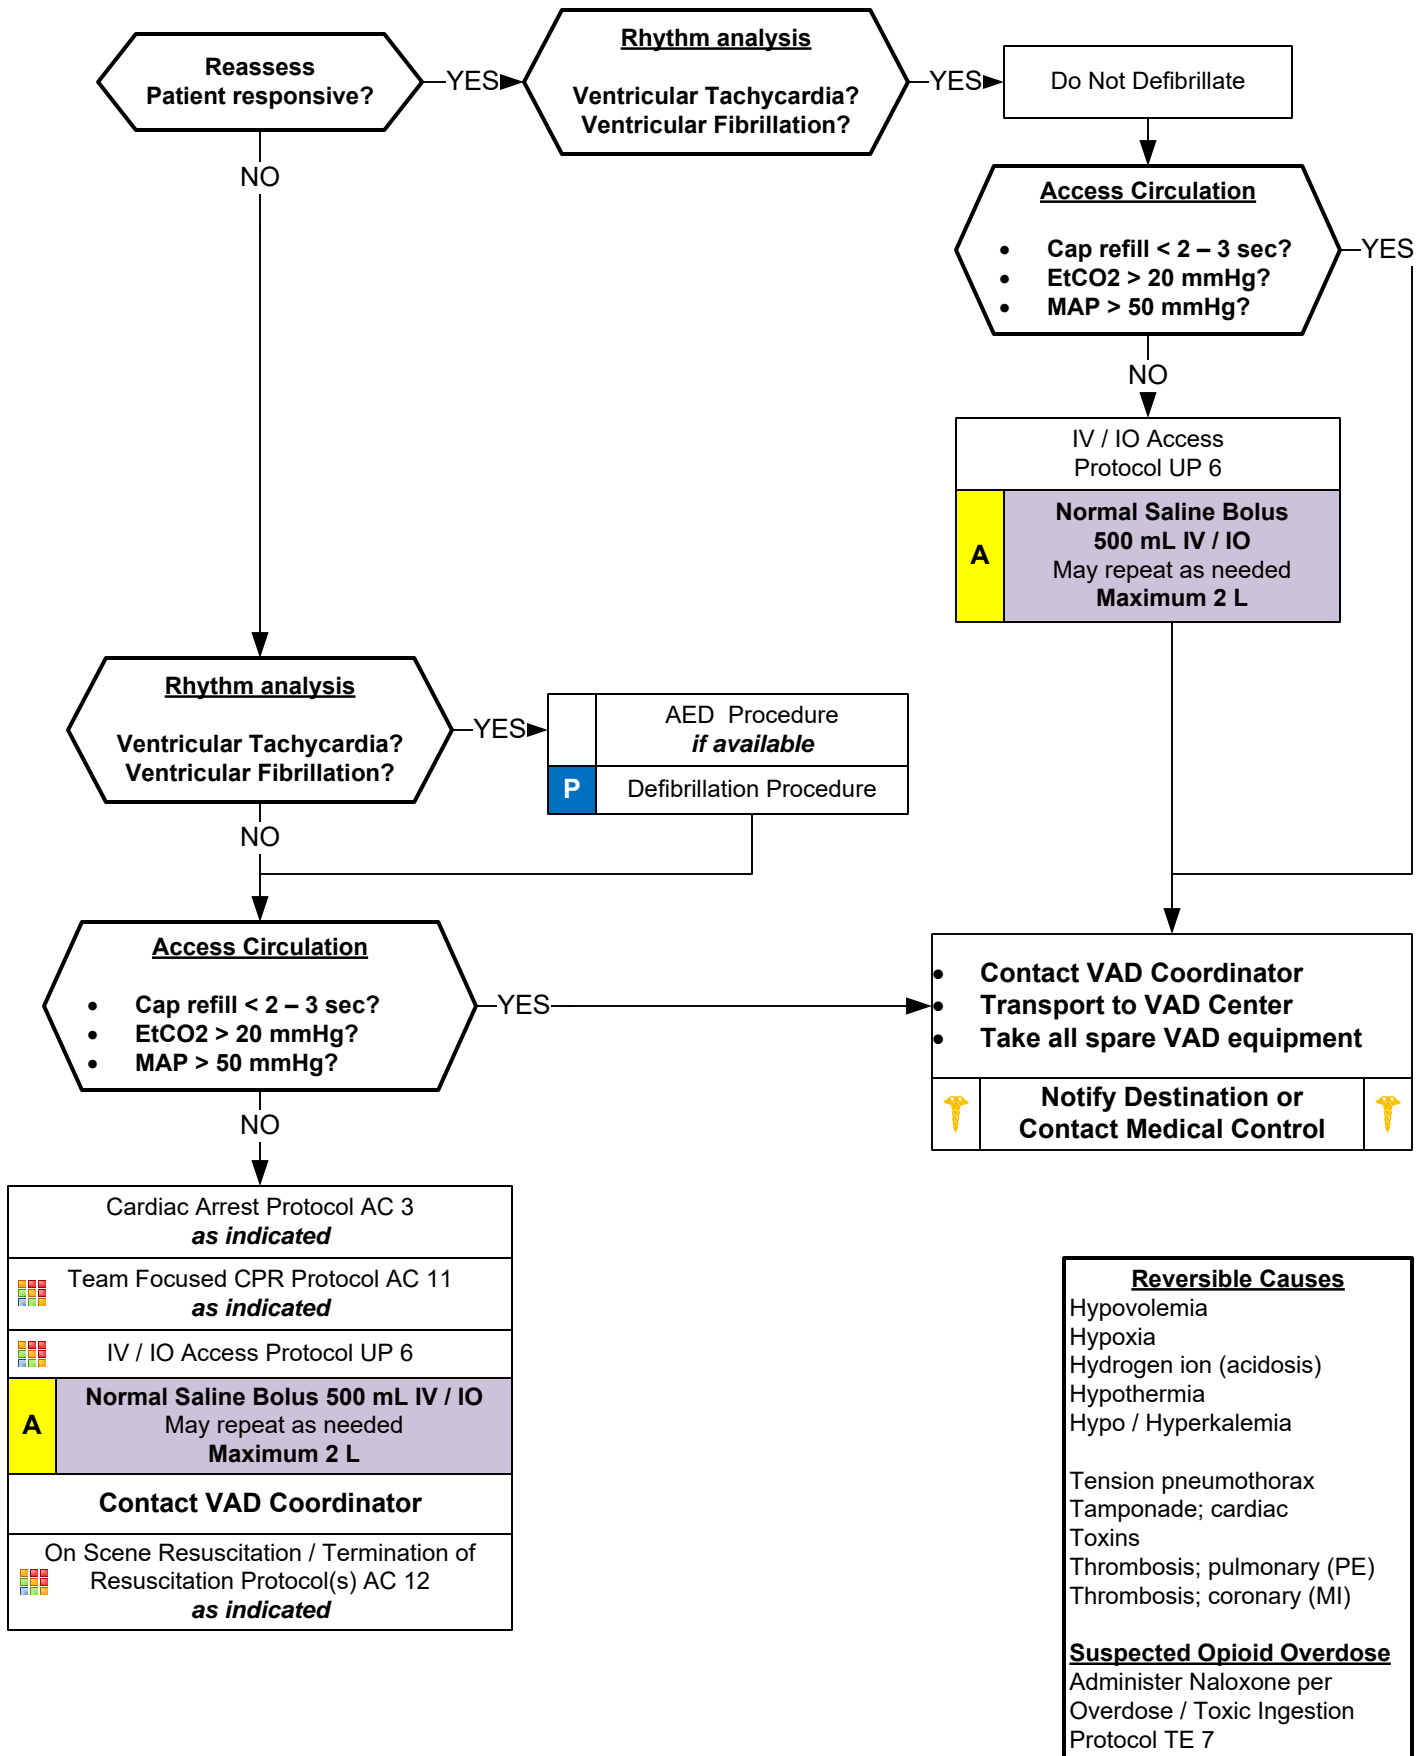 Reassess
Patient responsive?
YES
Rhythm analysis
Ventricular Tachycardia?
Ventricular Fibrillation?
YES
Do Not Defibrillate
NO
Access Circulation
• Cap refill < 2 – 3 sec?
• EtCO2 > 20 mmHg?
• MAP > 50 mmHg?
YES
NO
IV / IO Access
Protocol UP 6
A
Normal Saline Bolus
500 mL IV / IO
May repeat as needed
Maximum 2 L
Rhythm analysis
Ventricular Tachycardia?
Ventricular Fibrillation?
YES
AED Procedure
if available
P
Defibrillation Procedure
NO
Access Circulation
• Cap refill < 2 – 3 sec?
• EtCO2 > 20 mmHg?
• MAP > 50 mmHg?
YES
• Contact VAD Coordinator
• Transport to VAD Center
• Take all spare VAD equipment
Notify Destination or
Contact Medical Control
NO
Cardiac Arrest Protocol AC 3
as indicated
Team Focused CPR Protocol AC 11
as indicated
IV / IO Access Protocol UP 6
A
Normal Saline Bolus 500 mL IV / IO
May repeat as needed
Maximum 2 L
Contact VAD Coordinator
On Scene Resuscitation / Termination of
Resuscitation Protocol(s) AC 12
as indicated
Reversible Causes
Hypovolemia
Hypoxia
Hydrogen ion (acidosis)
Hypothermia
Hypo / Hyperkalemia
Tension pneumothorax
Tamponade; cardiac
Toxins
Thrombosis; pulmonary (PE)
Thrombosis; coronary (MI)
Suspected Opioid Overdose
Administer Naloxone per
Overdose / Toxic Ingestion
Protocol TE 7